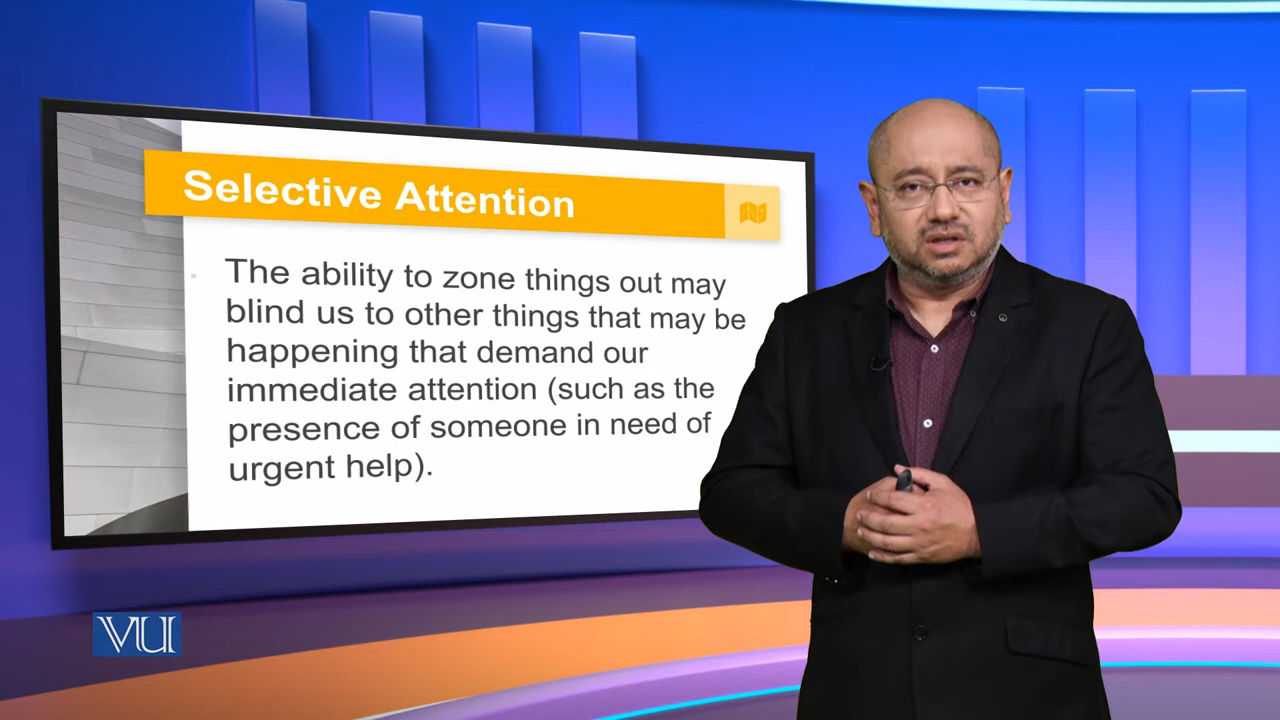 Selective Attention
The ability to zone things out may
blind us to other things that may be
happening that demand our
immediate attention (such as the
presence of someone in need of
urgent help).
VU